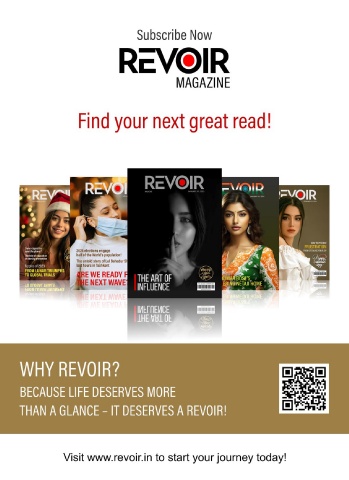 Subscribe Now
REVOIR
MAGAZINE
Find your next great read!
REVOIR
REVOIR
REVOIR
REVOIR
REVOIR
ARE WE READY F
THE NEXT WAVE
THE ART OF
INFLUENCE
WHY REVOIR?
BECAUSE LIFE DESERVES MORE
THAN A GLANCE – IT DESERVES A REVOIR!
Visit www.revoir.in to start your journey today!